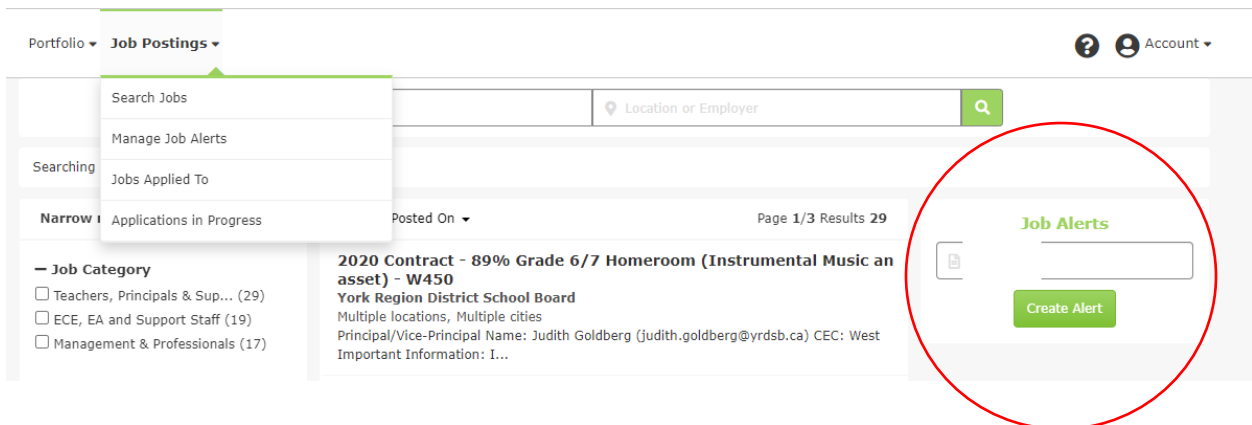 Portfolio Job Postings Account
Search Jobs
Location or Employer
Manage Job Alerts
Searching
Jobs Applied To
Narrow
Applications in Progress
Posted On
Page 1/3 Results 29
Job Alerts
— Job Category
Teachers, Principals & Sup... (29)
ECE, EA and Support Staff (19)
Management & Professionals (17)
2020 Contract - 89% Grade 6/7 Homeroom (Instrumental Music an
asset) - W450
York Region District School Board
Multiple locations, Multiple cities
Principal/Vice-Principal Name: Judith Goldberg (judith.goldberg@yrdsb.ca) CEC: West
Important Information: I...
Create Alert